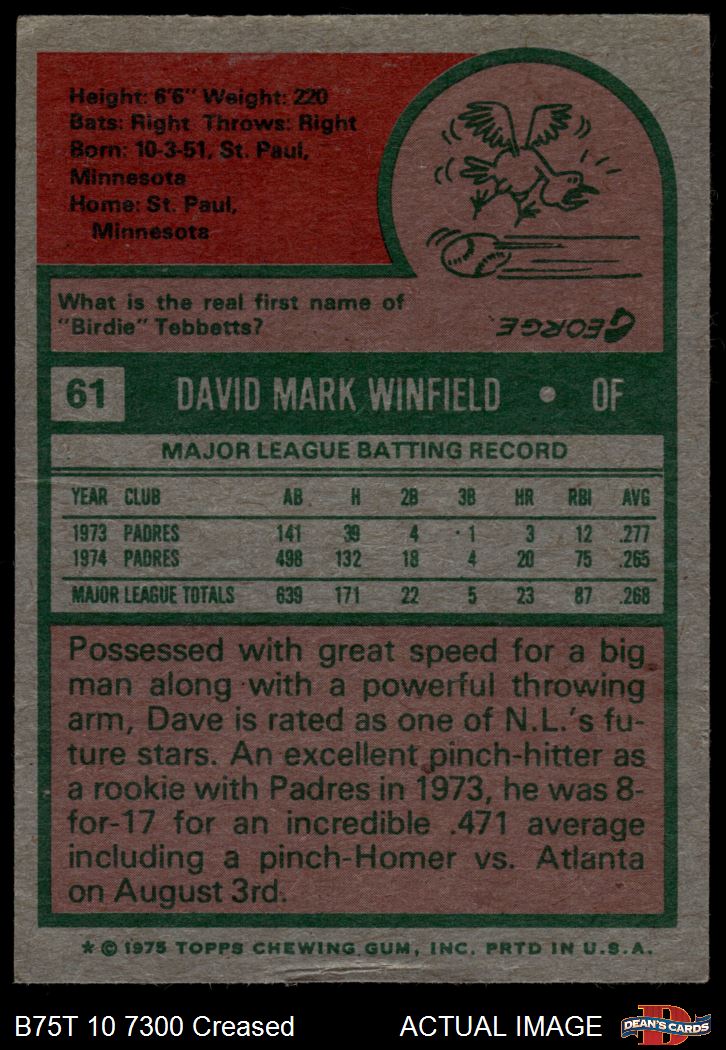 Height: 6'6" Weight: 220
Bats: Right Throws: Right
Born: 10-3-51, St. Paul,
Minnesota
Home: St. Paul,
Minnesota
What is the real first name of
"Birdie" Tebbetts?
GEORGE
61 DAVID MARK WINFIELD • OF
MAJOR LEAGUE BATTING RECORD
YEAR CLUB AB H 2B 3B HR RBI AVG
1973 PADRES 141 39 4 1 3 12 .277
1974 PADRES 498 132 18 4 20 75 .265
MAJOR LEAGUE TOTALS 639 171 22 5 23 87 .268
Possessed with great speed for a big
man along with a powerful throwing
arm, Dave is rated as one of N.L.'s fu-
ture stars. An excellent pinch-hitter as
a rookie with Padres in 1973, he was 8-
for-17 for an incredible .471 average
including a pinch-Homer vs. Atlanta
on August 3rd.
* © 1975 TOPPS CHEWING GUM, INC. PRTD IN U.S.A.
B75T 10 7300 Creased ACTUAL IMAGE
D
DEAN'S CARDS